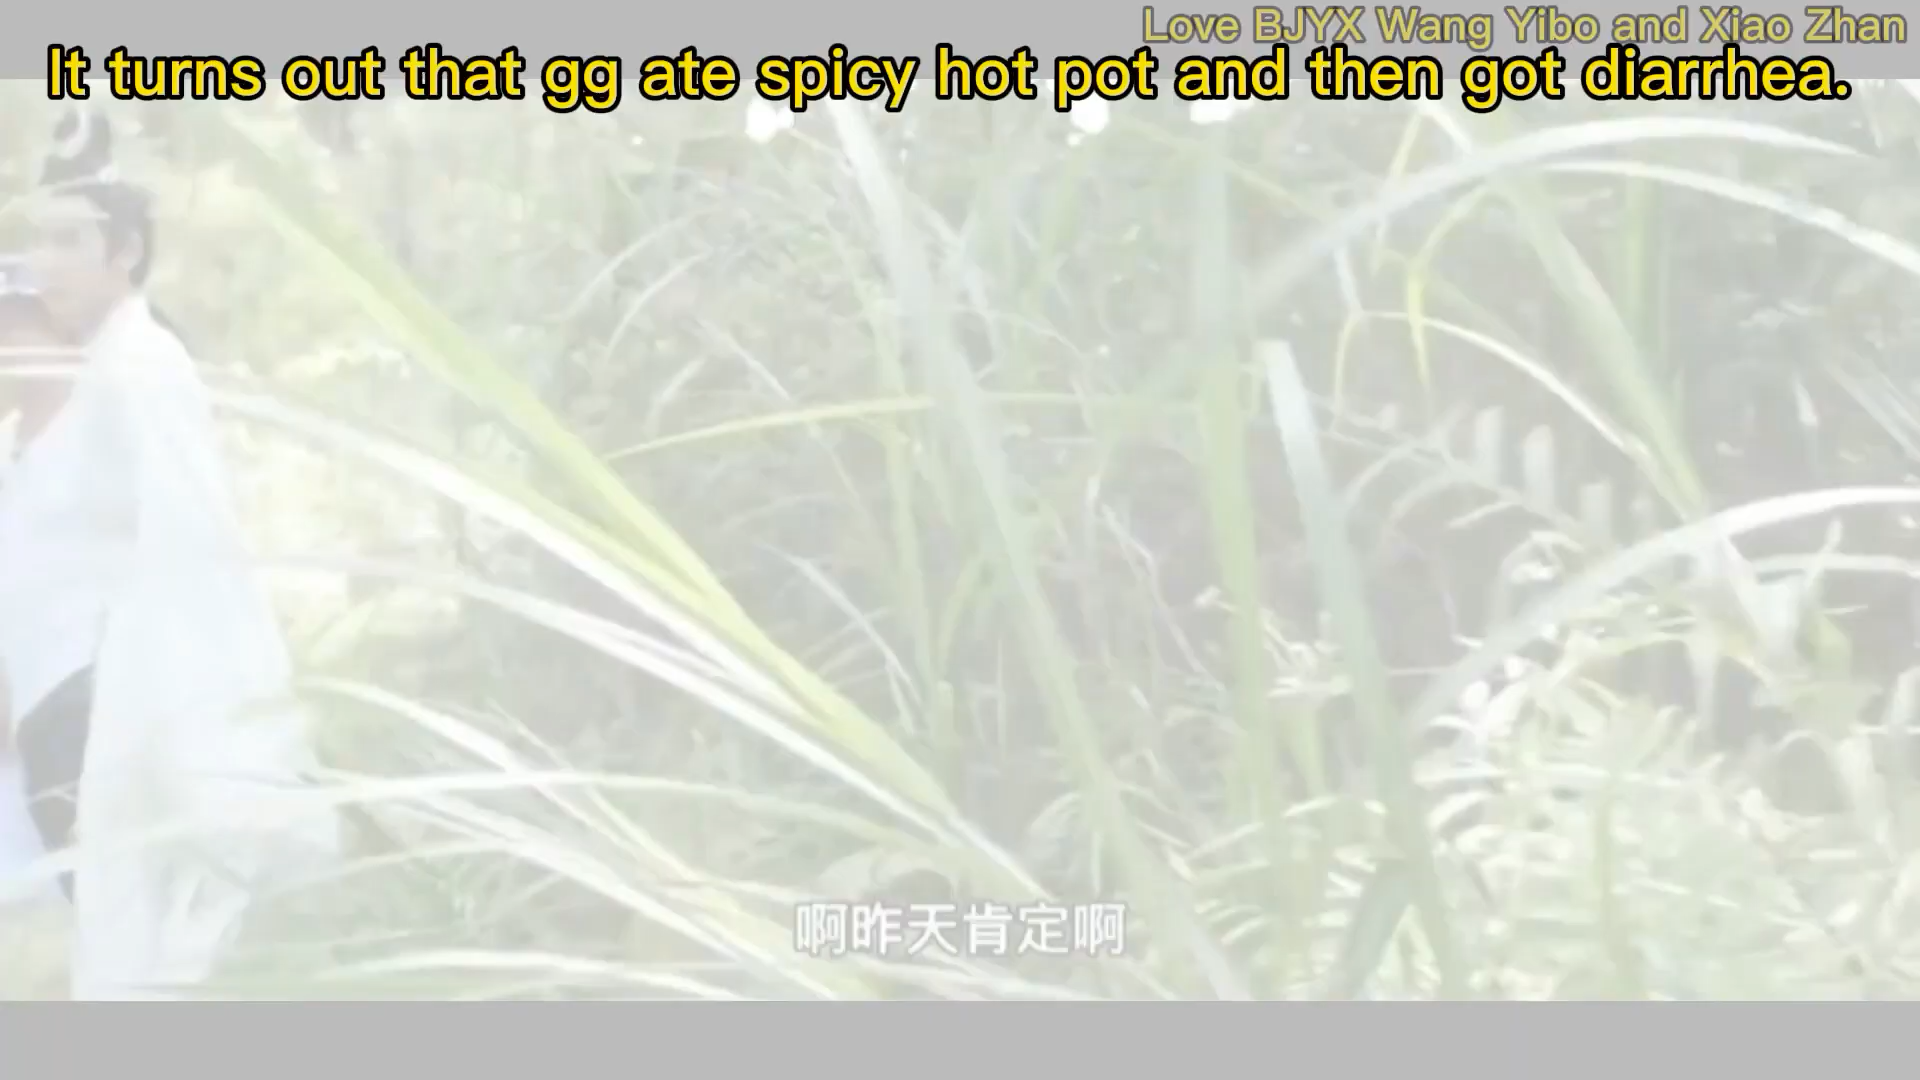 Love BJYX Wang Yibo and Xiao Zhan
It turns out that gg ate spicy hot pot and then got diarrhea.
啊昨天肯定啊